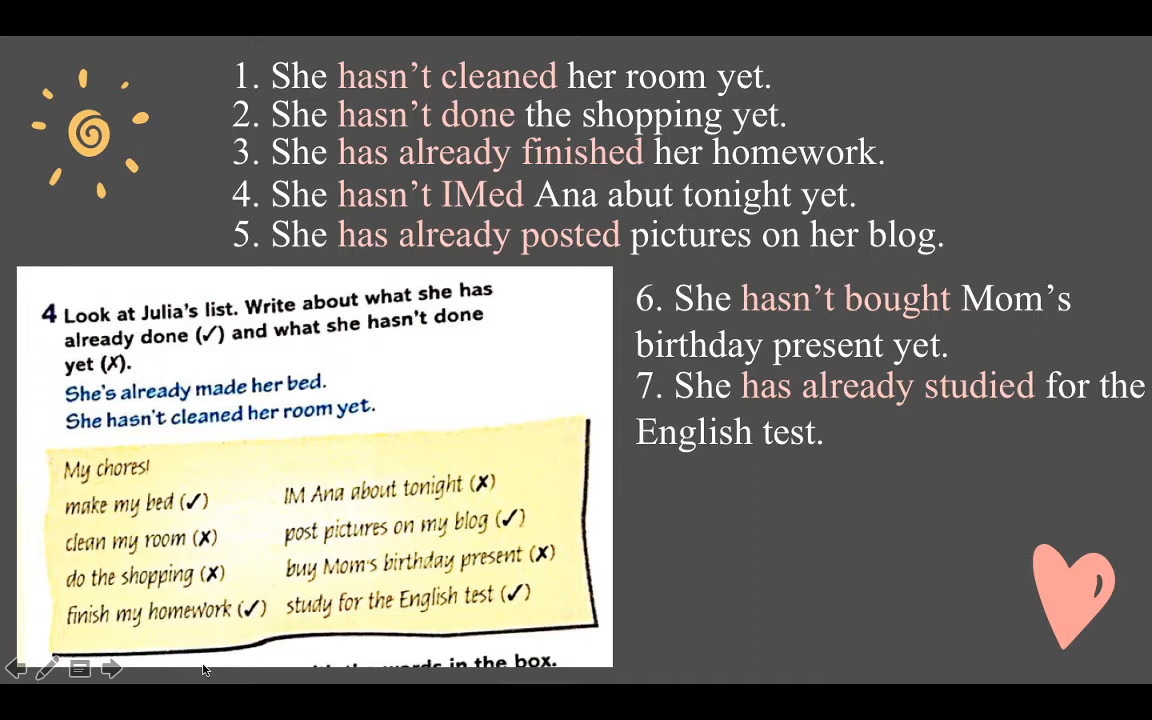 1. She hasn't cleaned her room yet.
2. She hasn't done the shopping yet.
3. She has already finished her homework.
4. She hasn't IMed Ana abut tonight yet.
5. She has already posted pictures on her blog.
6. She hasn't bought Mom's
birthday present yet.
7. She has already studied for the
English test.
4 Look at Julia's list. Write about what she has
already done (✓) and what she hasn't done
yet (✗).
She's already made her bed.
She hasn't cleaned her room yet.
My chores!
make my bed (✓)
clean my room (✗)
do the shopping (✗)
finish my homework (✓)
IM Ana about tonight (✗)
post pictures on my blog (✓)
buy Mom's birthday present (✗)
study for the English test (✓)
the words in the box.